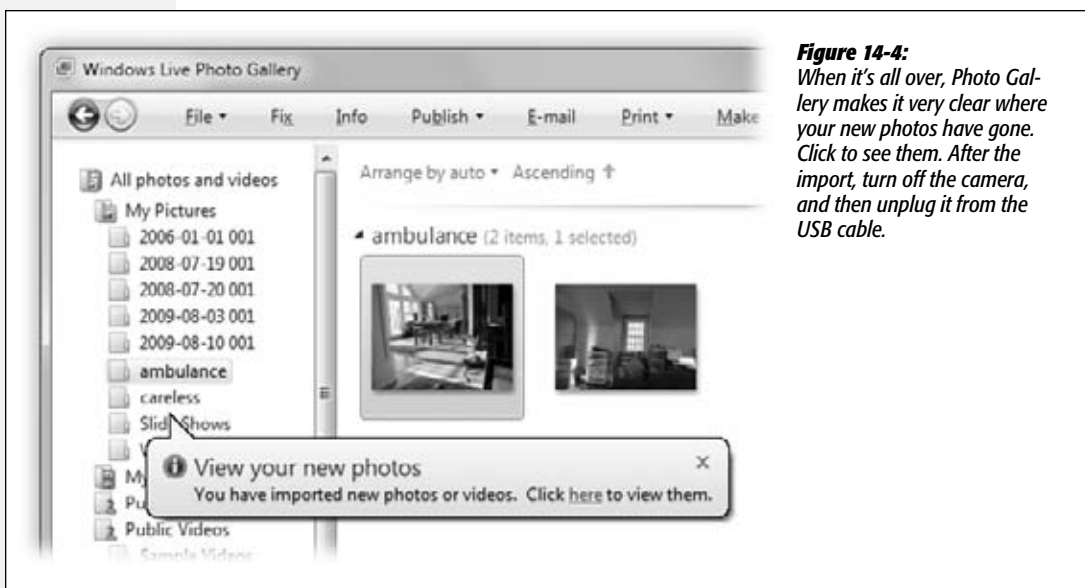 Windows Live Photo Gallery
File Fix Info Publish E-mail Print Make
All photos and videos
My Pictures
2006-01-01 001
2008-07-19 001
2008-07-20 001
2009-08-03 001
2009-08-10 001
ambulance
careless
Slide Shows
Public Videos
Sample Videos
Arrange by auto Ascending
ambulance (2 items, 1 selected)
View your new photos
You have imported new photos or videos. Click here to view them.
Figure 14-4:
When it's all over, Photo Gal-
lery makes it very clear where
your new photos have gone.
Click to see them. After the
import, turn off the camera,
and then unplug it from the
USB cable.